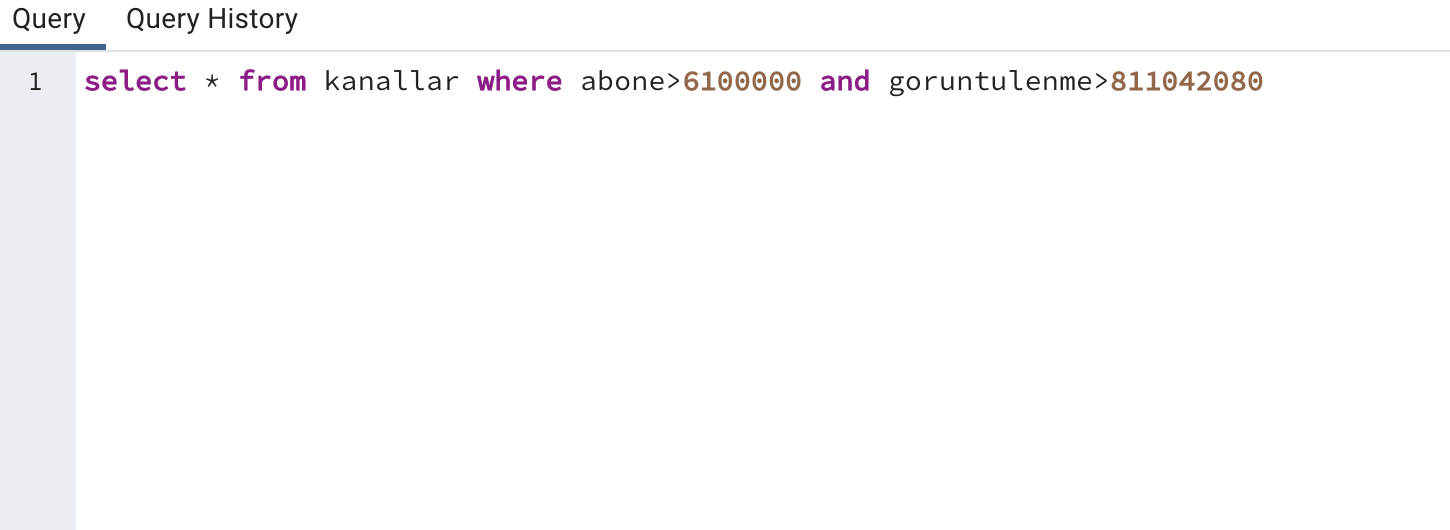 Query Query History
1 select * from kanallar where abone>6100000 and goruntulenme>811042080